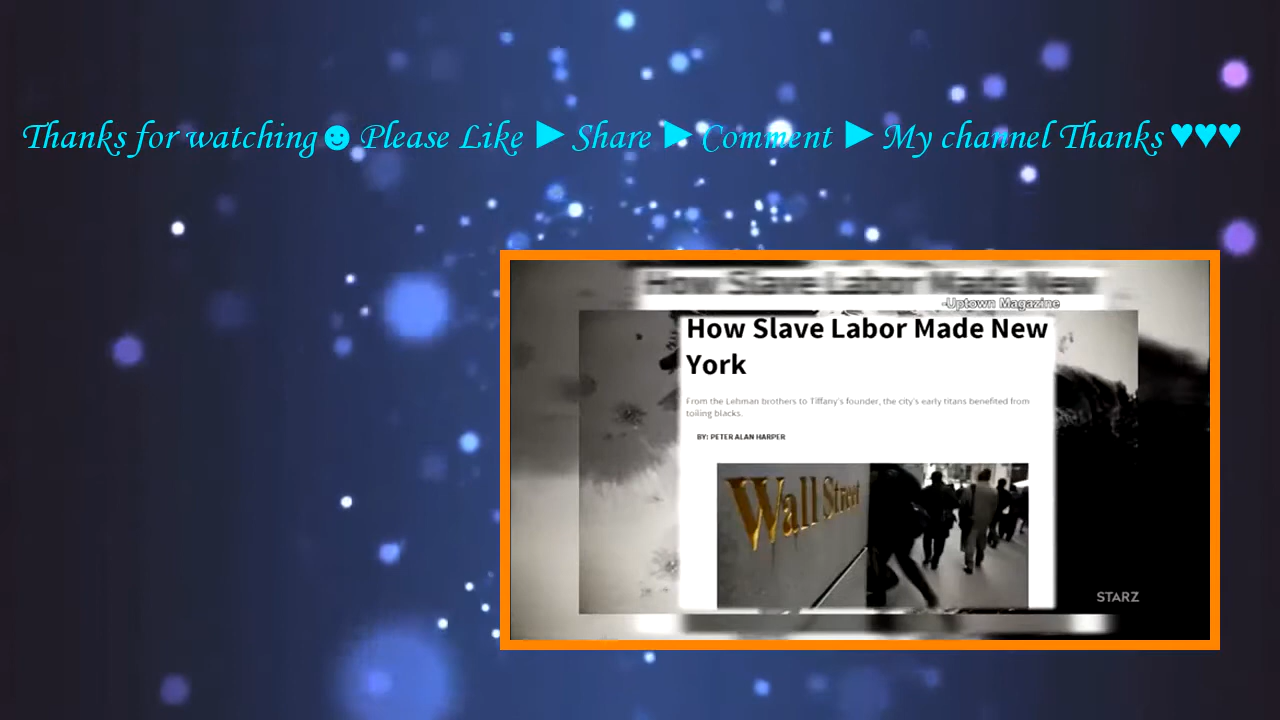 Thanks for watching☻Please Like ►Share ►Comment ►My channel Thanks♥♥♥
How Slave Labor Made New
-Uptown Magazine
How Slave Labor Made New
York
From the Lehman brothers to Tiffany's founder, the city's early titans benefited from
toiling blacks.
BY: PETER ALAN HARPER
Wall Street
STARZ